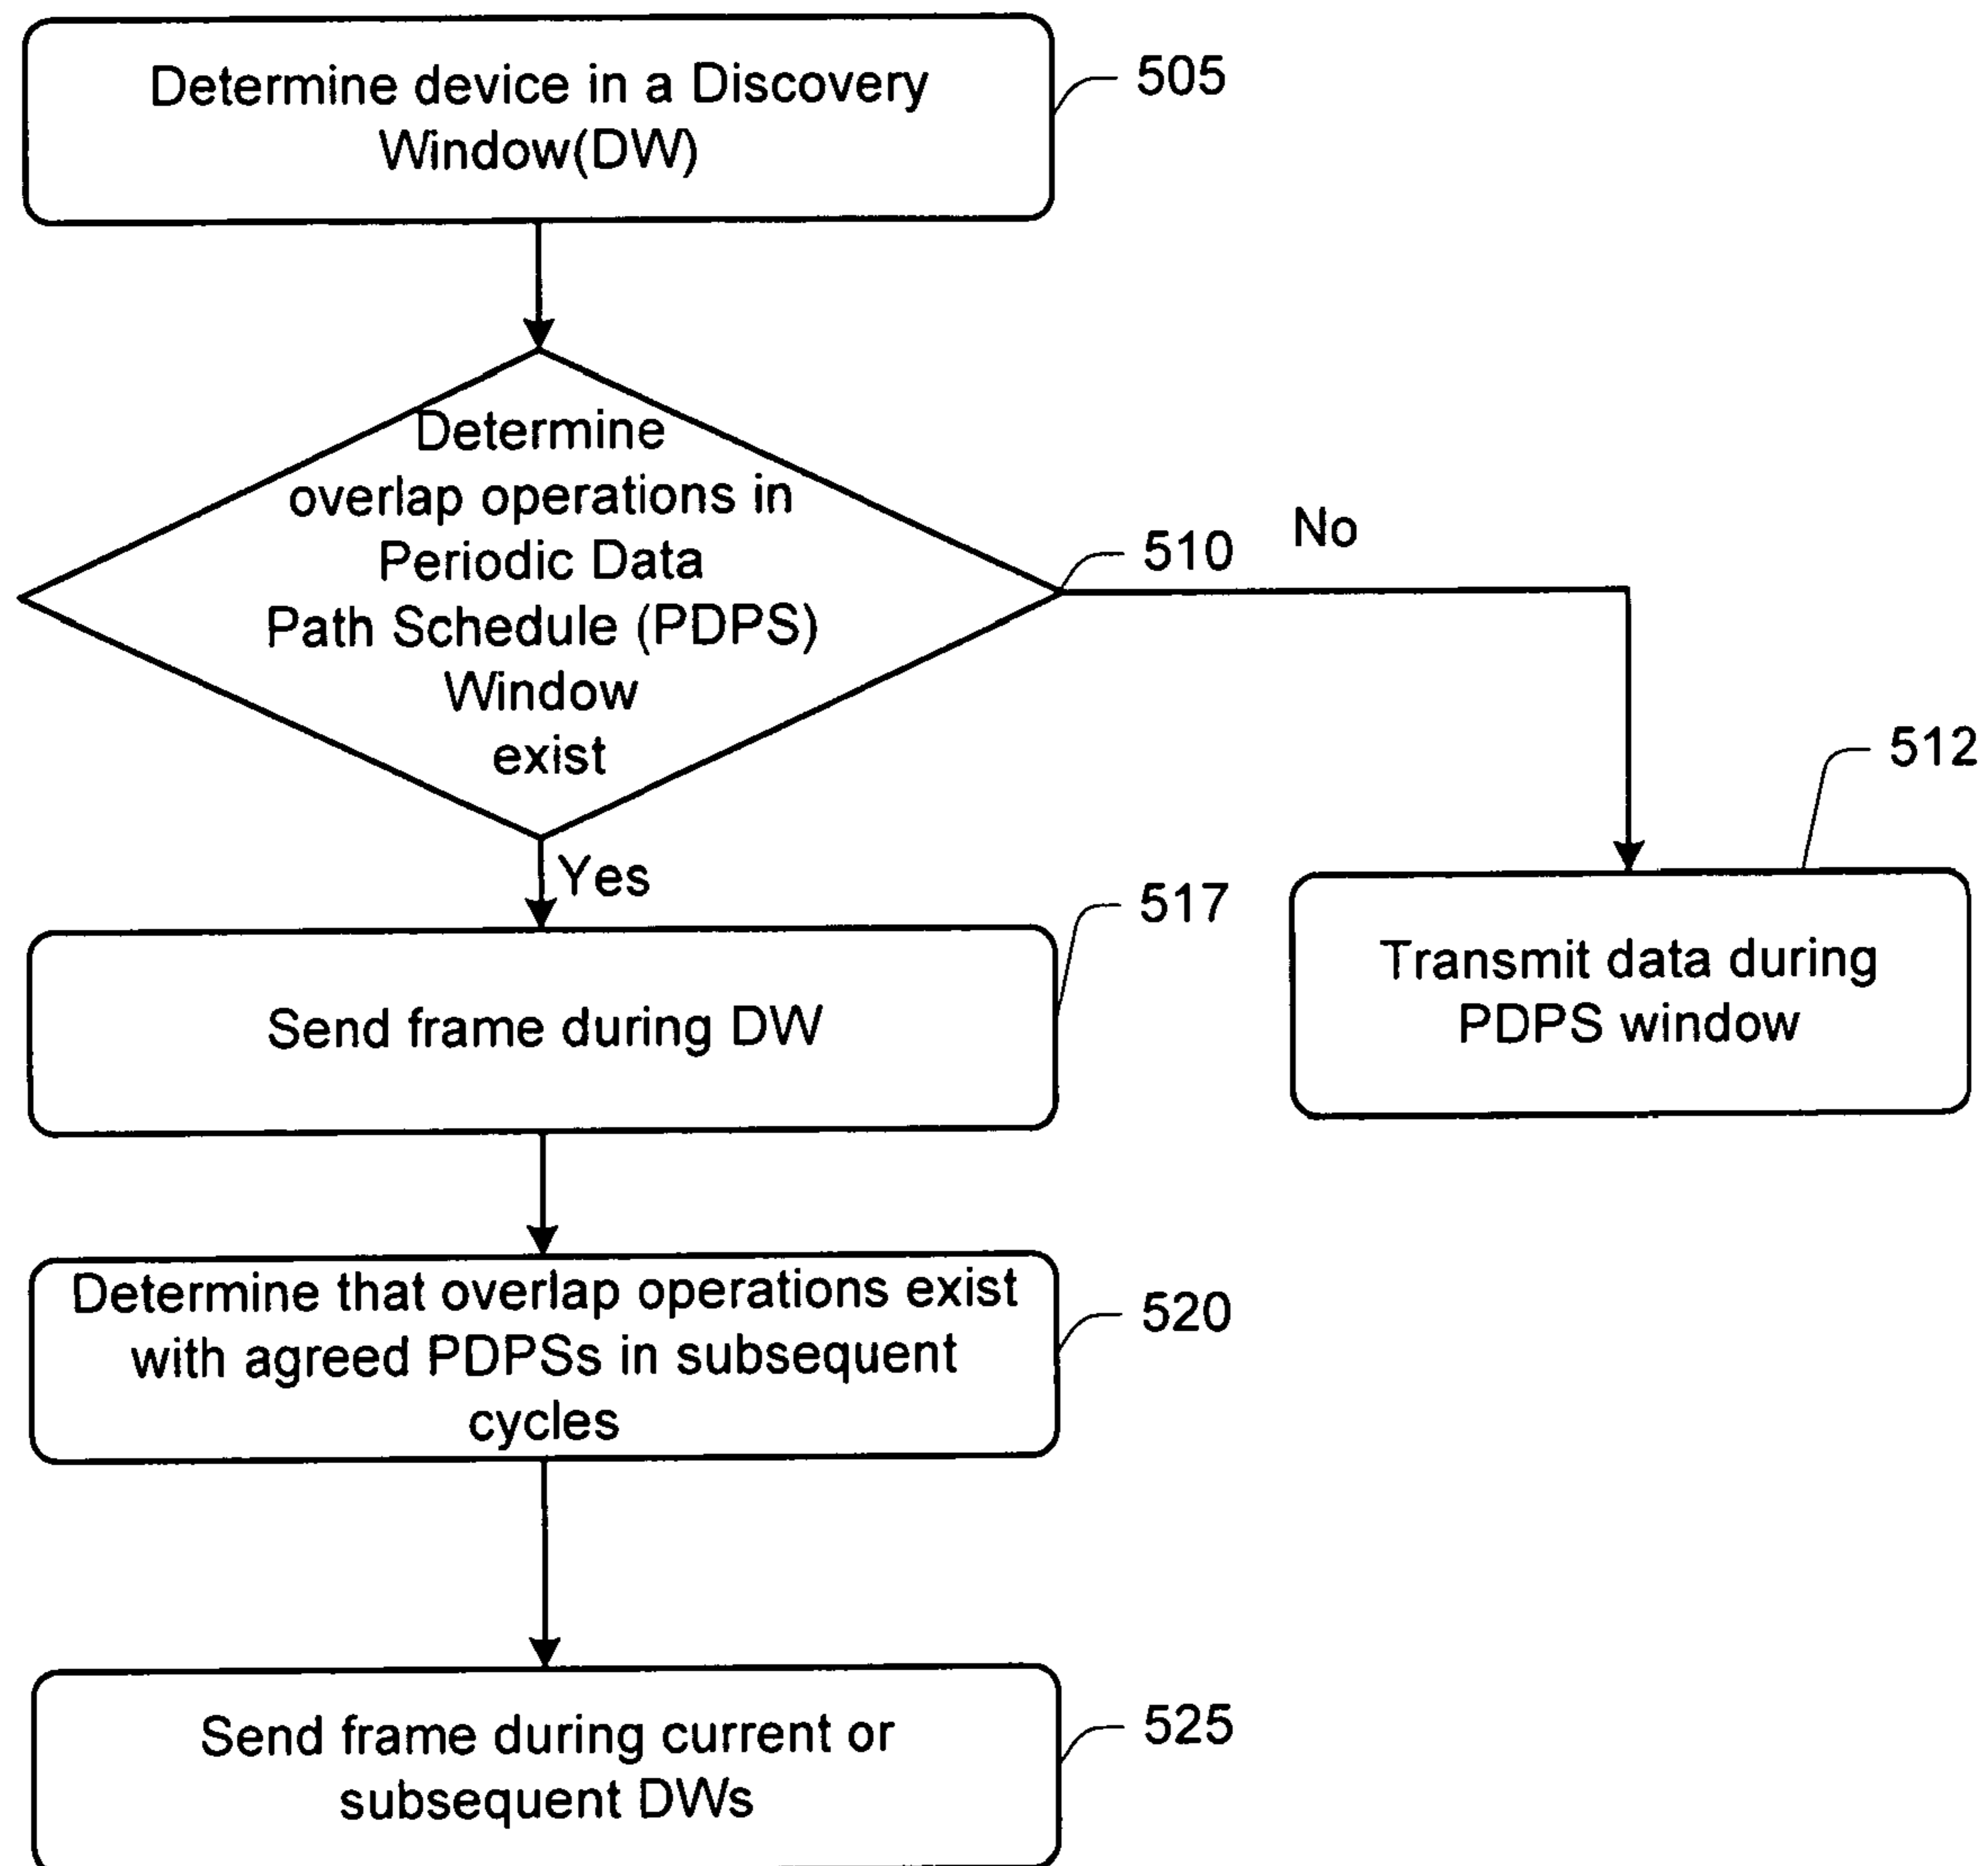 Determine device in a Discovery
Window(DW)
505
Determine
overlap operations in
Periodic Data
Path Schedule (PDPS)
Window
exist
510
No
512
Yes
517
Transmit data during
PDPS window
Send frame during DW
Determine that overlap operations exist
with agreed PDPSs in subsequent
cycles
520
Send frame during current or
subsequent DWs
525